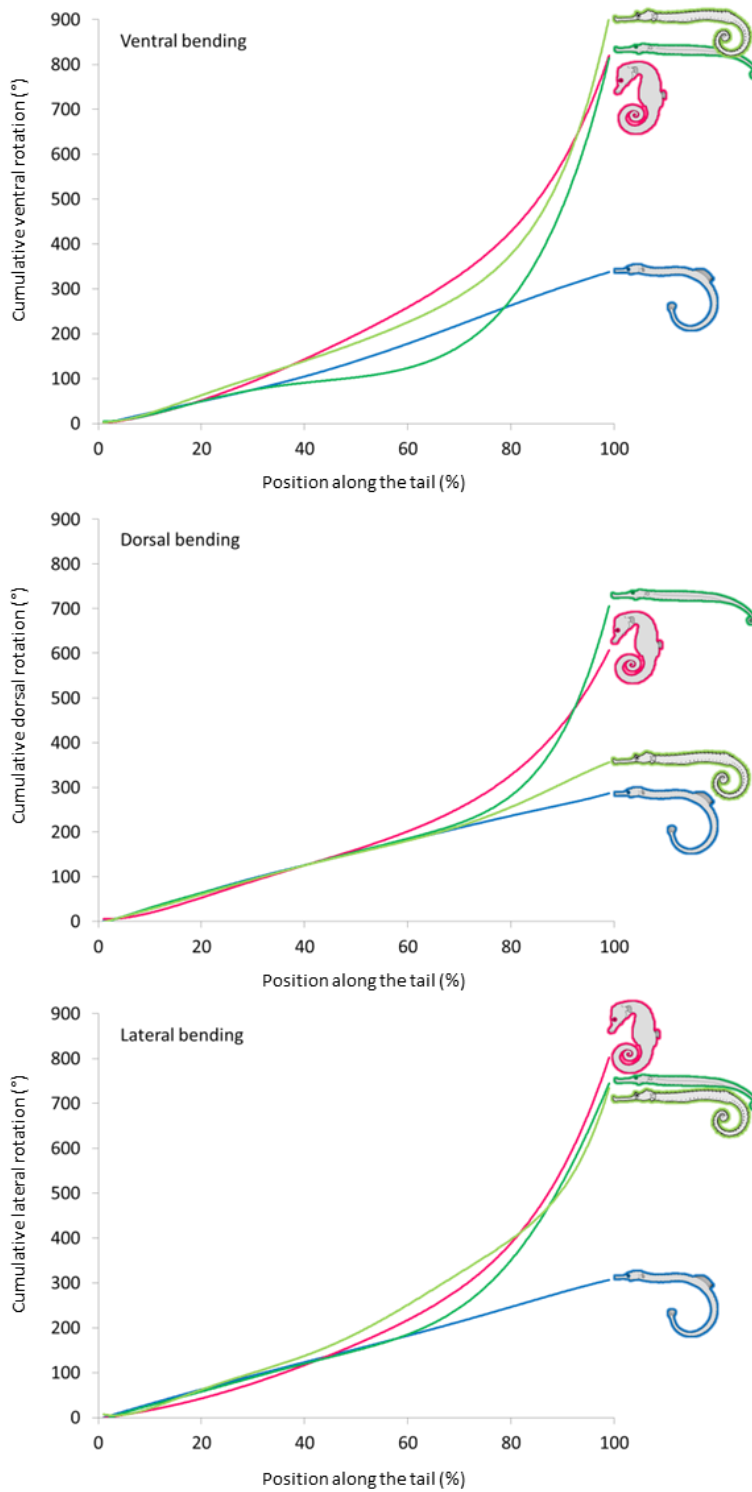 Ventral bending
Cumulative ventral rotation (°)
900
800
700
600
500
400
300
200
100
0
0 20 40 60 80 100
Position along the tail (%)
Dorsal bending
Cumulative dorsal rotation (°)
900
800
700
600
500
400
300
200
100
0
0 20 40 60 80 100
Position along the tail (%)
Lateral bending
Cumulative lateral rotation (°)
900
800
700
600
500
400
300
200
100
0
0 20 40 60 80 100
Position along the tail (%)